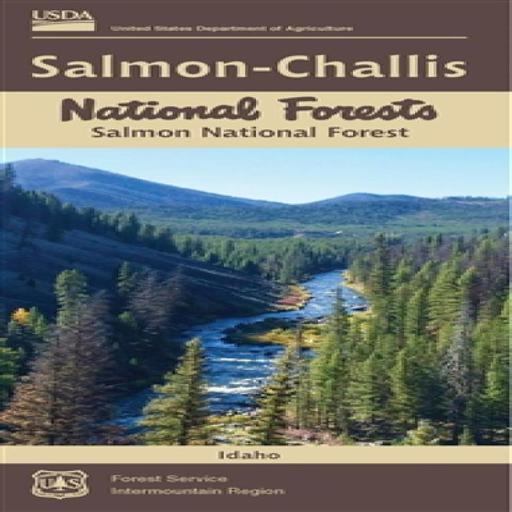 USDA
United States Department of Agriculture
Salmon-Challis
National Forests
Salmon National Forest
Idaho
Forest Service
Intermountain Region